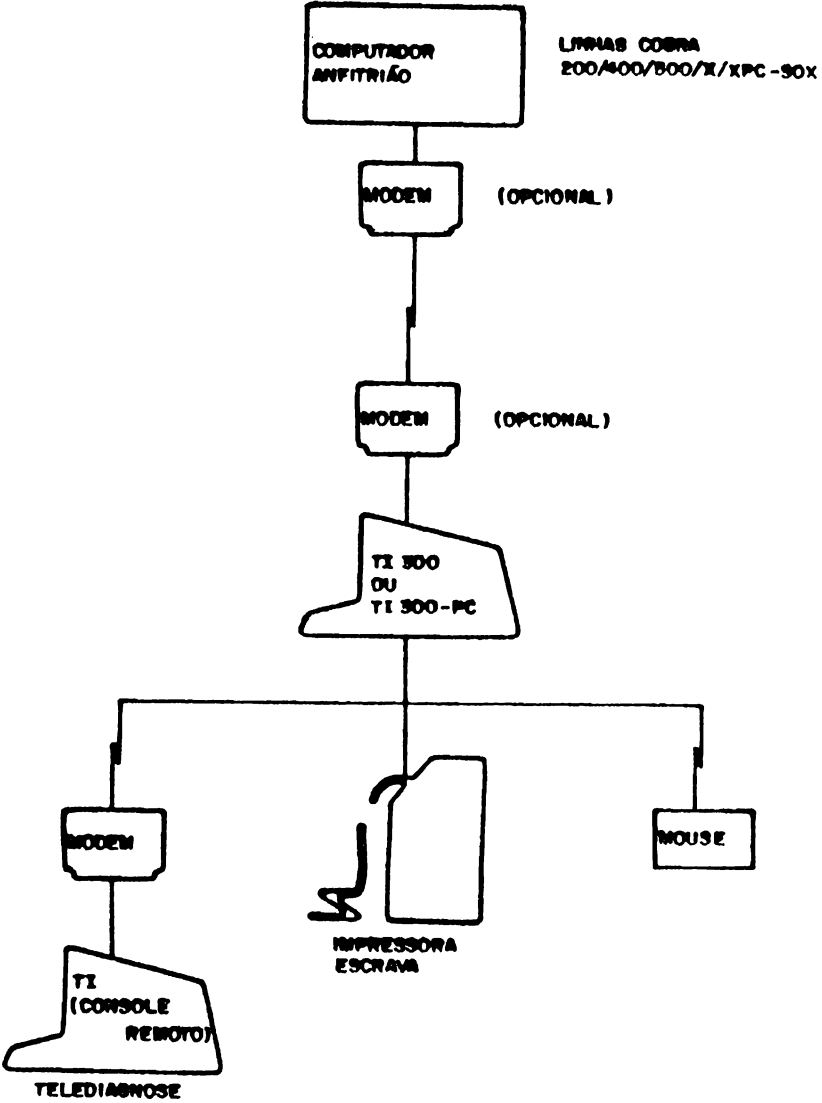 COMPUTADOR
ANFITRIÃO
LINHAS COBRA
200/400/500/X/XPC-90X
MODEM
(OPCIONAL)
MODEM
(OPCIONAL)
TI 300
OU
TI 300-PC
MODEM
MOUSE
IMPRESSORA
ESCRAVA
TI
(CONSOLE
REMOTO)
TELEDIAGNOSE